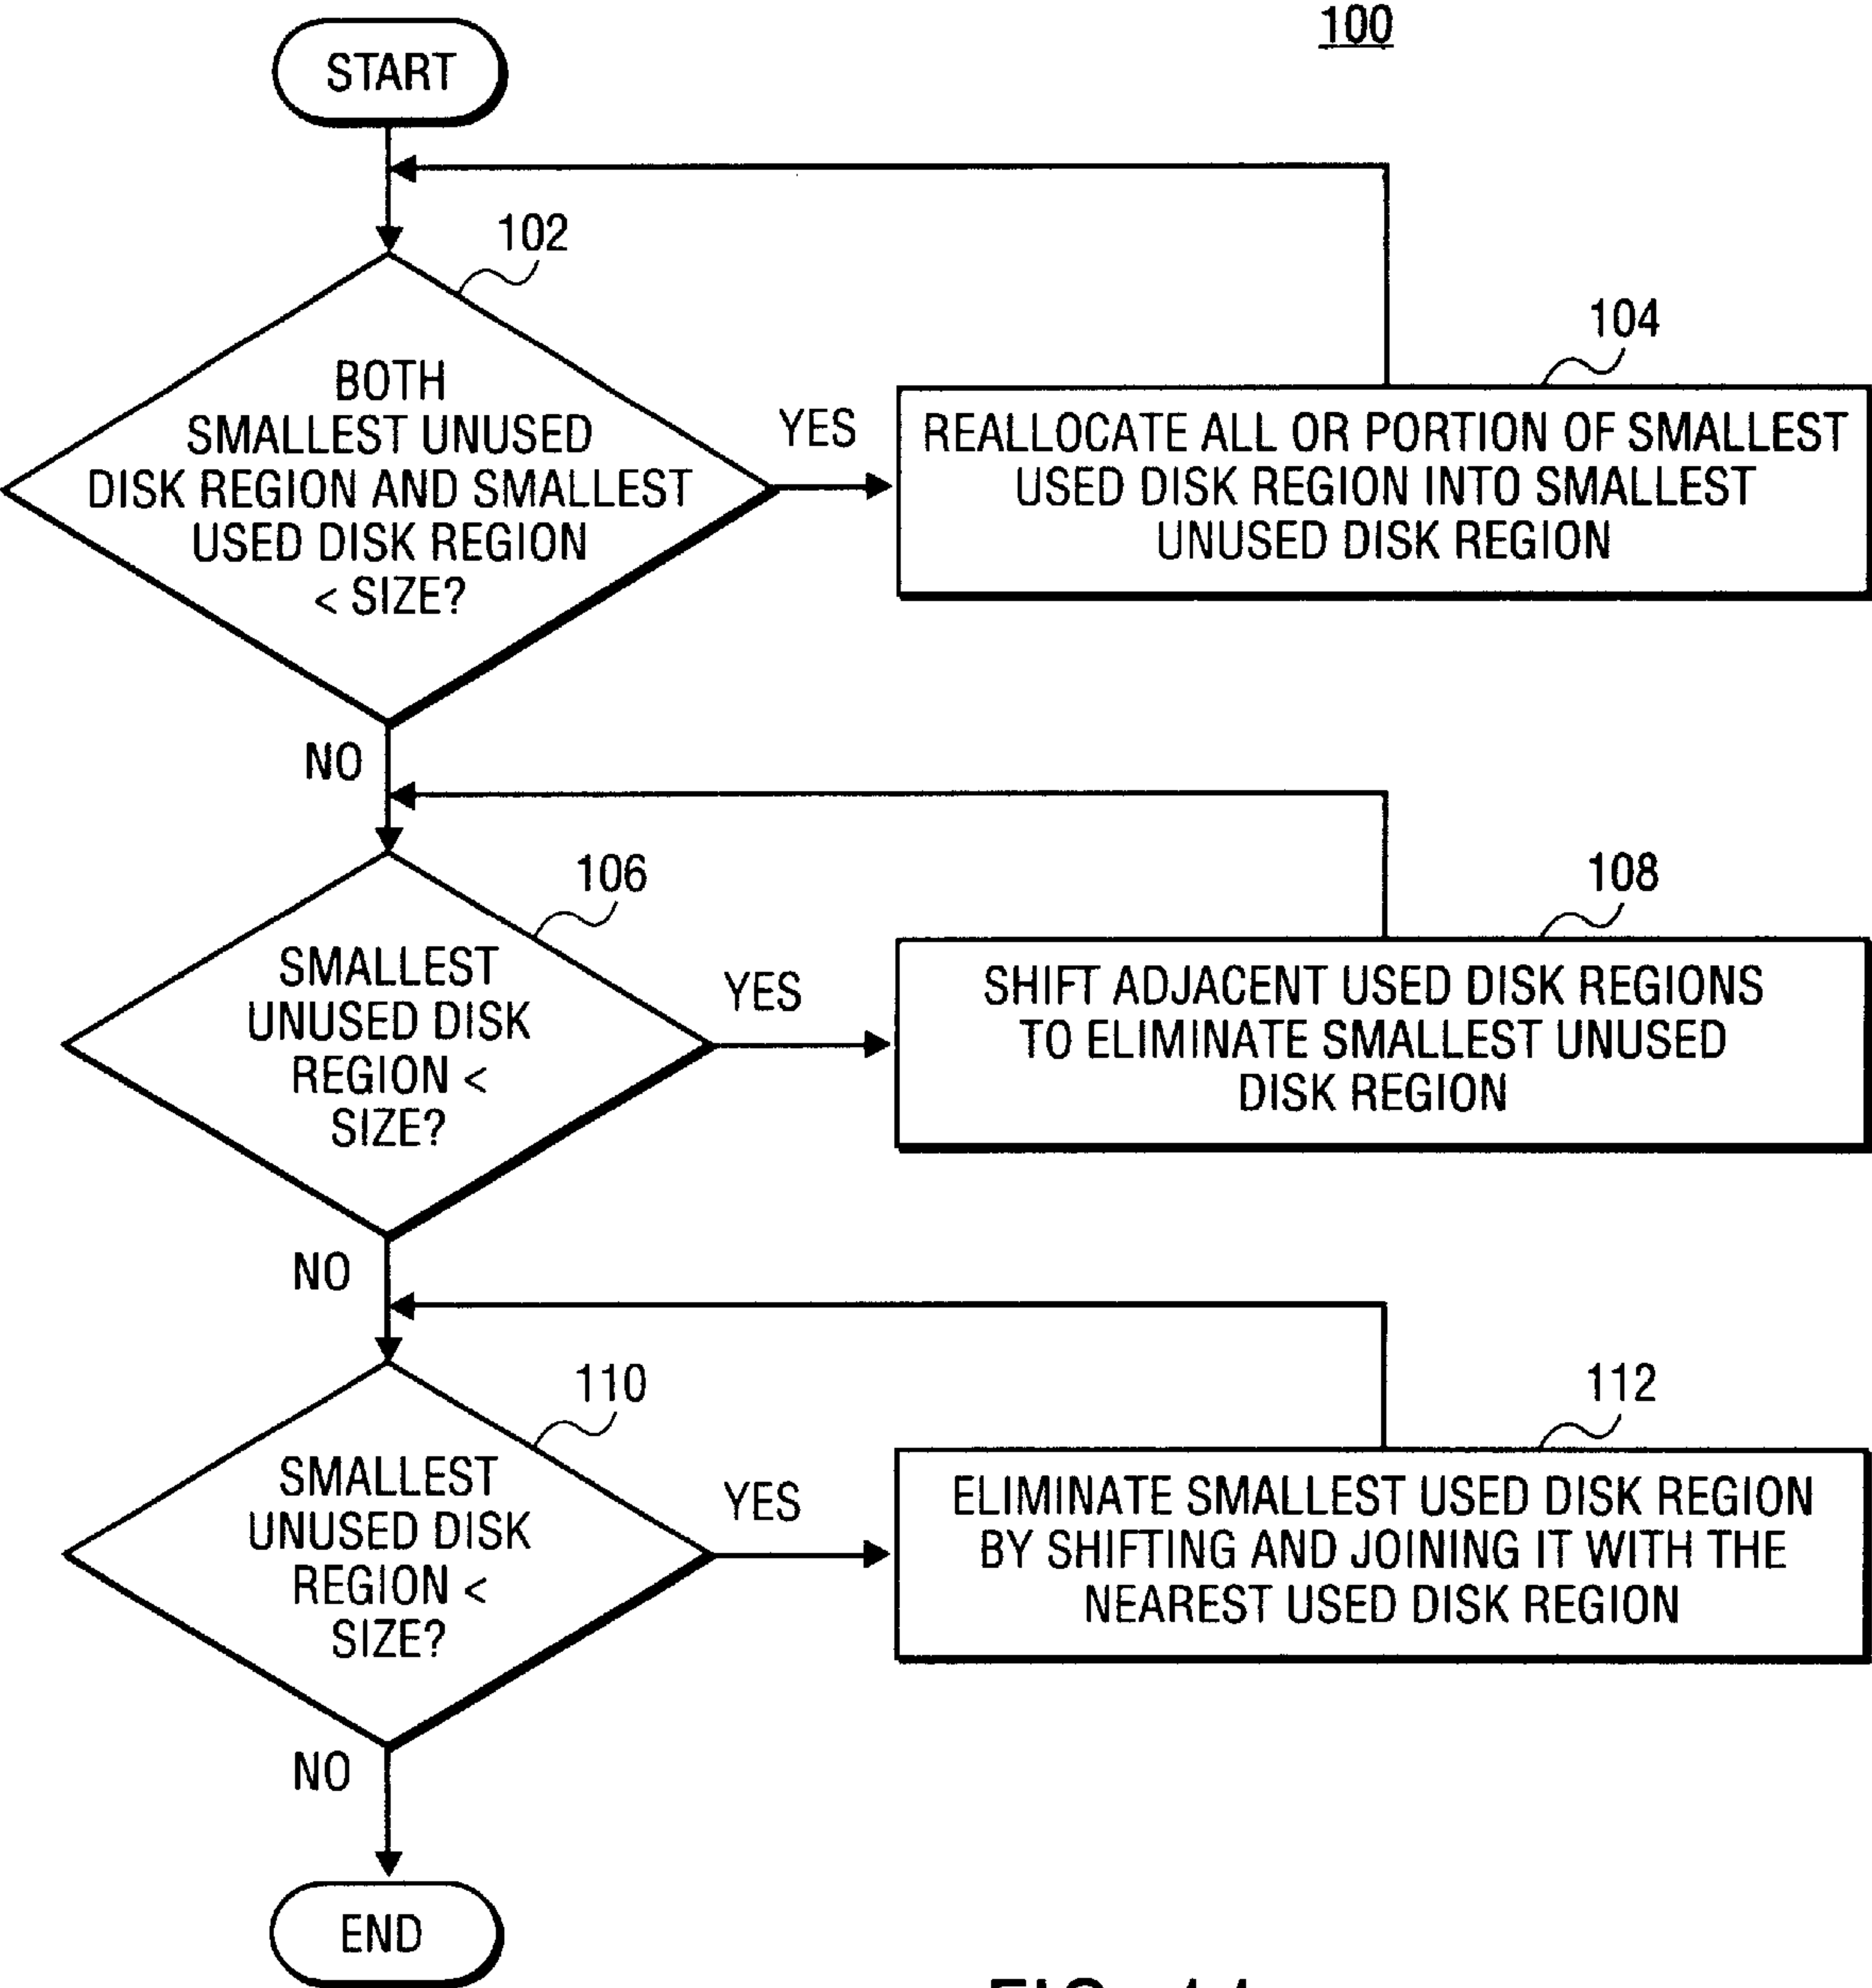 100
START
102
BOTH
SMALLEST UNUSED
DISK REGION AND SMALLEST
USED DISK REGION
< SIZE?
YES
104
REALLOCATE ALL OR PORTION OF SMALLEST
USED DISK REGION INTO SMALLEST
UNUSED DISK REGION
NO
106
SMALLEST
UNUSED DISK
REGION <
SIZE?
YES
108
SHIFT ADJACENT USED DISK REGIONS
TO ELIMINATE SMALLEST UNUSED
DISK REGION
NO
110
SMALLEST
UNUSED DISK
REGION <
SIZE?
YES
112
ELIMINATE SMALLEST USED DISK REGION
BY SHIFTING AND JOINING IT WITH THE
NEAREST USED DISK REGION
NO
END